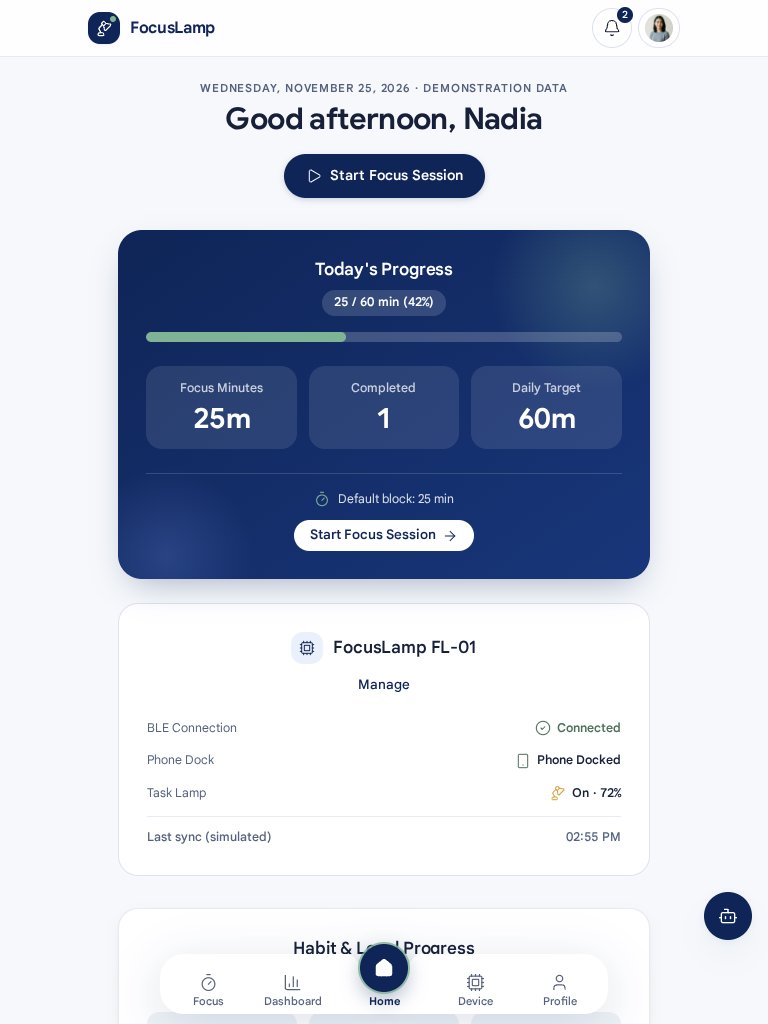 FocusLamp
2
WEDNESDAY, NOVEMBER 25, 2026 · DEMONSTRATION DATA
Good afternoon, Nadia
Start Focus Session
Today's Progress
25 / 60 min (42%)
Focus Minutes
25m
Completed
1
Daily Target
60m
Default block: 25 min
Start Focus Session
FocusLamp FL-01
Manage
BLE Connection
Connected
Phone Dock
Phone Docked
Task Lamp
On · 72%
Last sync (simulated)
02:55 PM
Habit & Progress
Focus
Dashboard
Home
Device
Profile